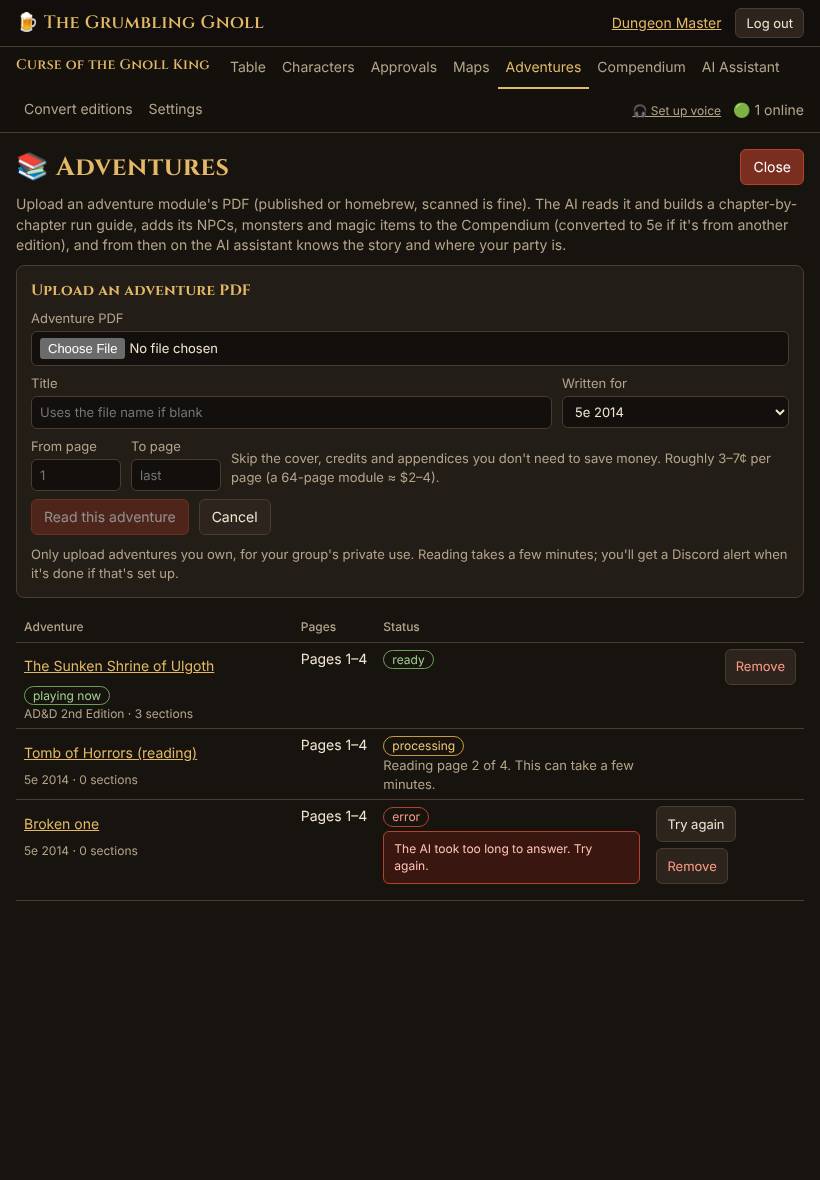 The Grumbling Gnoll
Dungeon Master
Log out
Curse of the Gnoll King
Table
Characters
Approvals
Maps
Adventures
Compendium
AI Assistant
Convert editions
Settings
Set up voice
1 online
Adventures
Close
Upload an adventure module's PDF (published or homebrew, scanned is fine). The AI reads it and builds a chapter-by-
chapter run guide, adds its NPCs, monsters and magic items to the Compendium (converted to 5e if it's from another
edition), and from then on the AI assistant knows the story and where your party is.
Upload an adventure PDF
Adventure PDF
Choose File No file chosen
Title
Written for
Uses the file name if blank
5e 2014
From page
To page
1
last
Skip the cover, credits and appendices you don't need to save money. Roughly 3–7¢ per
page (a 64-page module ≈ $2–4).
Read this adventure
Cancel
Only upload adventures you own, for your group's private use. Reading takes a few minutes; you'll get a Discord alert when
it's done if that's set up.
Adventure
Pages
Status
The Sunken Shrine of Ulgoth
Pages 1–4
ready
Remove
playing now
AD&D 2nd Edition · 3 sections
Tomb of Horrors (reading)
Pages 1–4
processing
Reading page 2 of 4. This can take a few
minutes.
5e 2014 · 0 sections
Broken one
Pages 1–4
error
Try again
5e 2014 · 0 sections
The AI took too long to answer. Try
again.
Remove